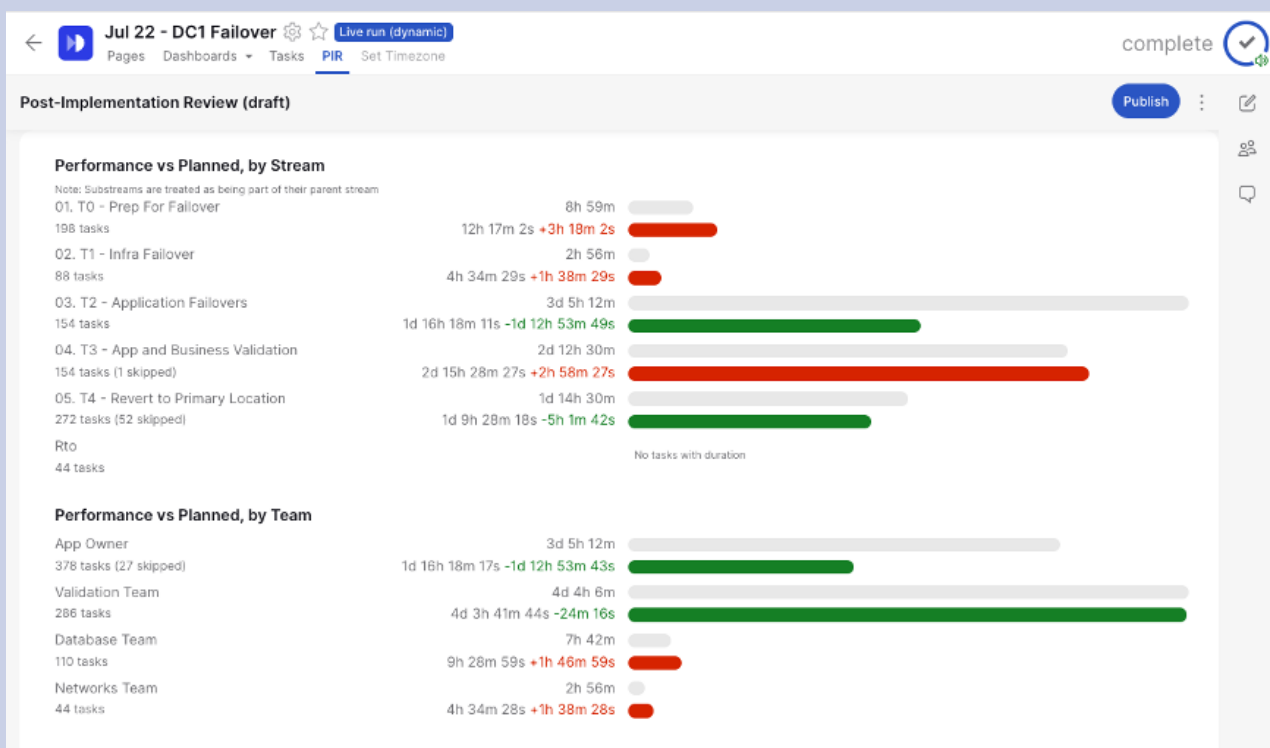 Jul 22 - DC1 Failover Live run (dynamic)
Pages Dashboards Tasks PIR Set Timezone
complete
Post-Implementation Review (draft)
Publish
Performance vs Planned, by Stream
Note: Substreams are treated as being part of their parent stream
01. T0 - Prep For Failover 8h 59m
198 tasks 12h 17m 2s +3h 18m 2s
02. T1 - Infra Failover 2h 56m
88 tasks 4h 34m 29s +1h 38m 29s
03. T2 - Application Failovers 3d 5h 12m
154 tasks 1d 16h 18m 11s -1d 12h 53m 49s
04. T3 - App and Business Validation 2d 12h 30m
154 tasks (1 skipped) 2d 15h 28m 27s +2h 58m 27s
05. T4 - Revert to Primary Location 1d 14h 30m
272 tasks (52 skipped) 1d 9h 28m 18s -5h 1m 42s
Rto
No tasks with duration
44 tasks
Performance vs Planned, by Team
App Owner 3d 5h 12m
378 tasks (27 skipped) 1d 16h 18m 17s -1d 12h 53m 43s
Validation Team 4d 4h 6m
286 tasks 4d 3h 41m 44s -24m 16s
Database Team 7h 42m
110 tasks 9h 28m 59s +1h 46m 59s
Networks Team 2h 56m
44 tasks 4h 34m 28s +1h 38m 28s